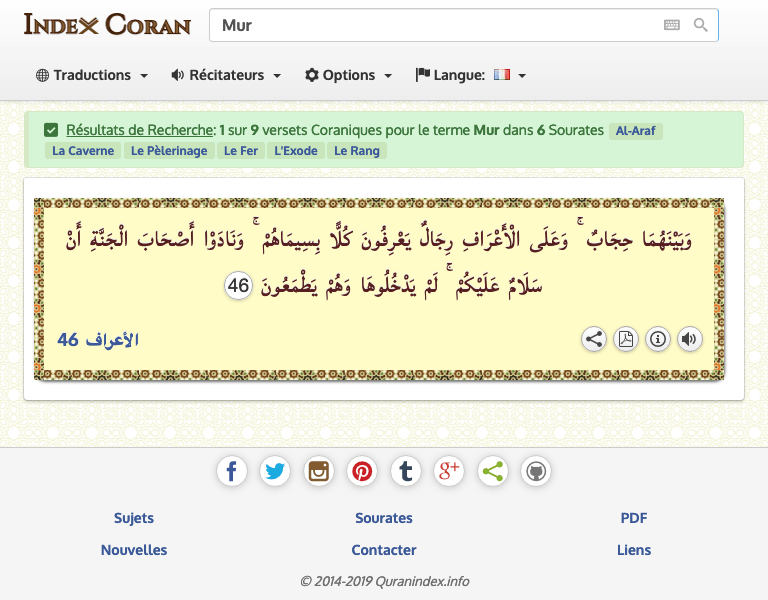 Index Coran
Mur
Traductions
Récitateurs
Options
Langue:
Résultats de Recherche: 1 sur 9 versets Coraniques pour le terme Mur dans 6 Sourates Al-Araf
La Caverne Le Pèlerinage Le Fer L'Exode Le Rang
وَبَيْنَهُمَا حِجَابٌ ۚ وَعَلَى الْأَعْرَافِ رِجَالٌ يَعْرِفُونَ كُلًّا بِسِيمَاهُمْ ۚ وَنَادَوْا أَصْحَابَ الْجَنَّةِ أَنْ
سَلَامٌ عَلَيْكُمْ ۚ لَمْ يَدْخُلُوهَا وَهُمْ يَطْمَعُونَ 46
الأعراف 46
Sujets
Sourates
PDF
Nouvelles
Contacter
Liens
© 2014-2019 Quranindex.info